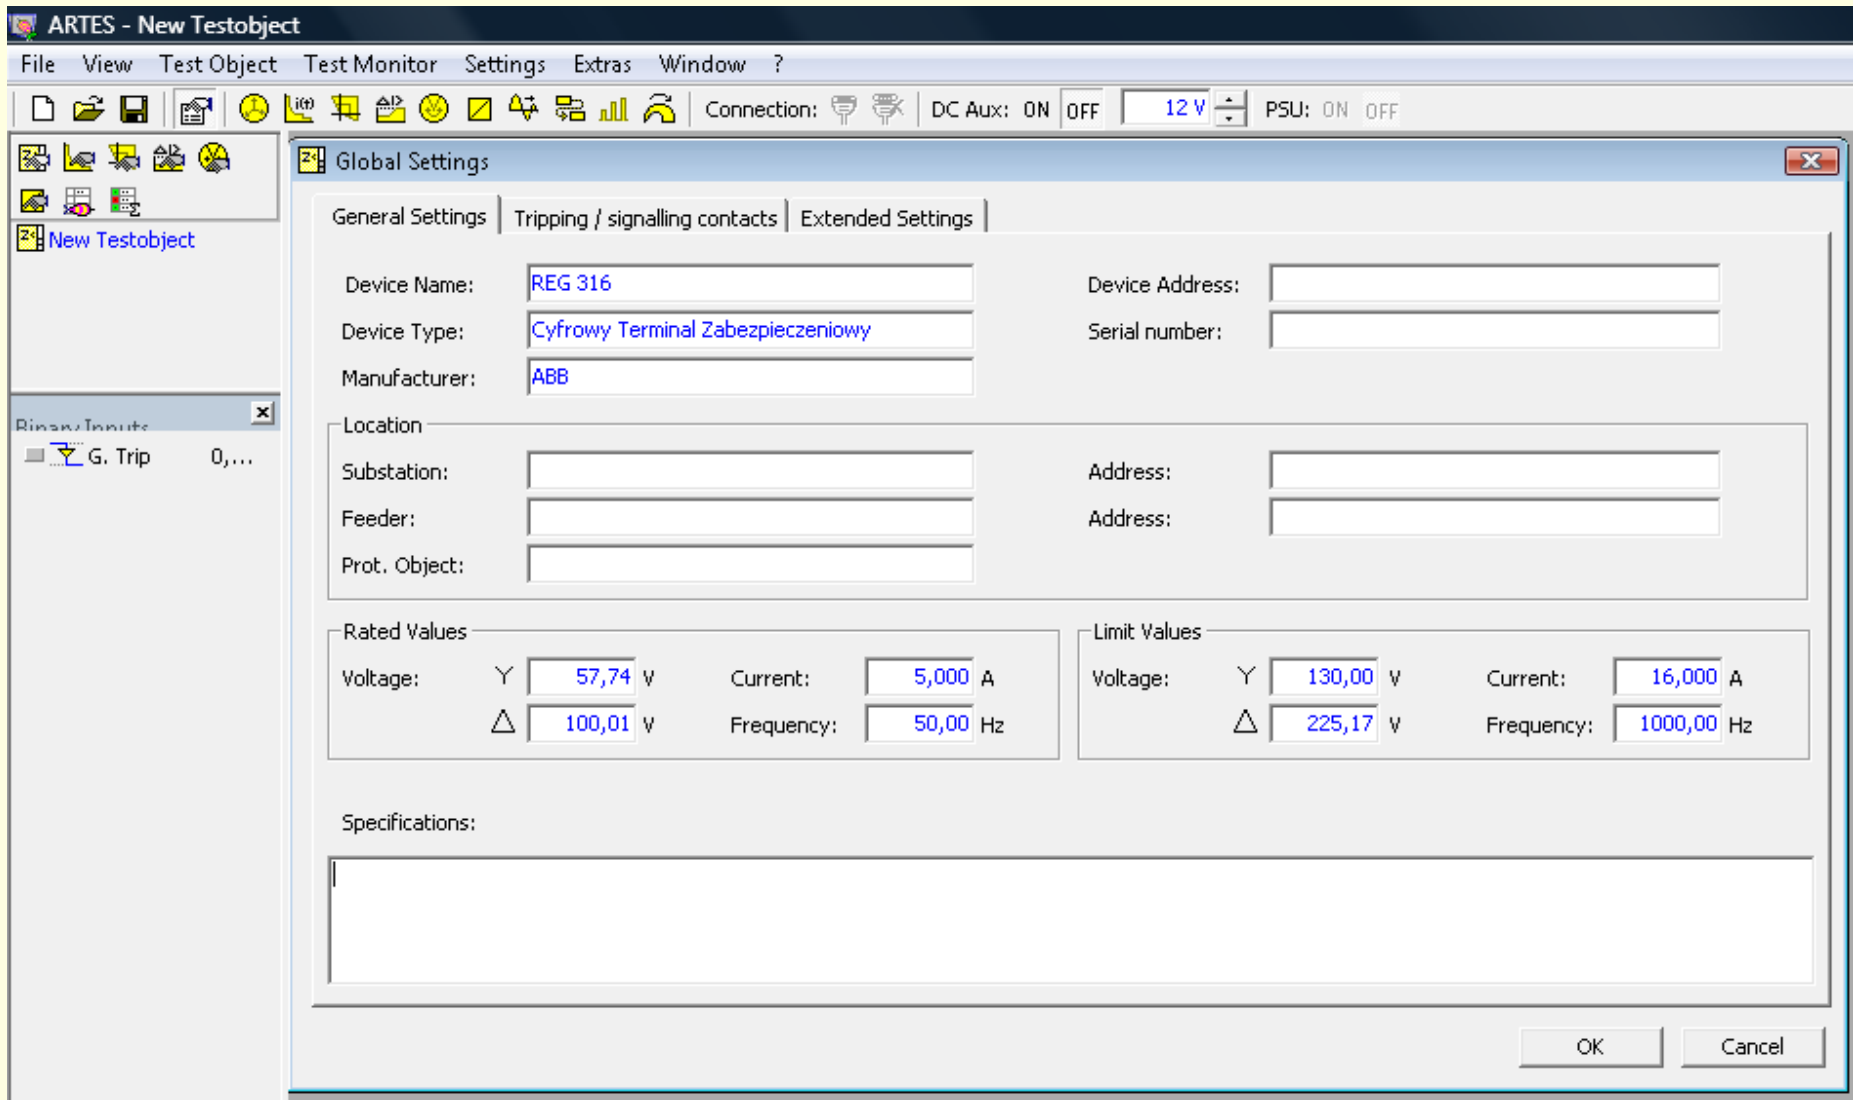 ARTES - New Testobject
File View Test Object Test Monitor Settings Extras Window ?
Connection: DC Aux: ON OFF 12 V PSU: ON OFF
Global Settings
General Settings Tripping / signalling contacts Extended Settings
New Testobject
Device Name: REG 316 Device Address:
Device Type: Cyfrowy Terminal Zabezpieczeniowy Serial number:
Manufacturer: ABB
Binary Inputs
G. Trip 0,...
Location
Substation: Address:
Feeder: Address:
Prot. Object:
Rated Values Limit Values
Voltage: 57,74 V Current: 5,000 A Voltage: 130,00 V Current: 16,000 A
100,01 V Frequency: 50,00 Hz 225,17 V Frequency: 1000,00 Hz
Specifications:
OK Cancel